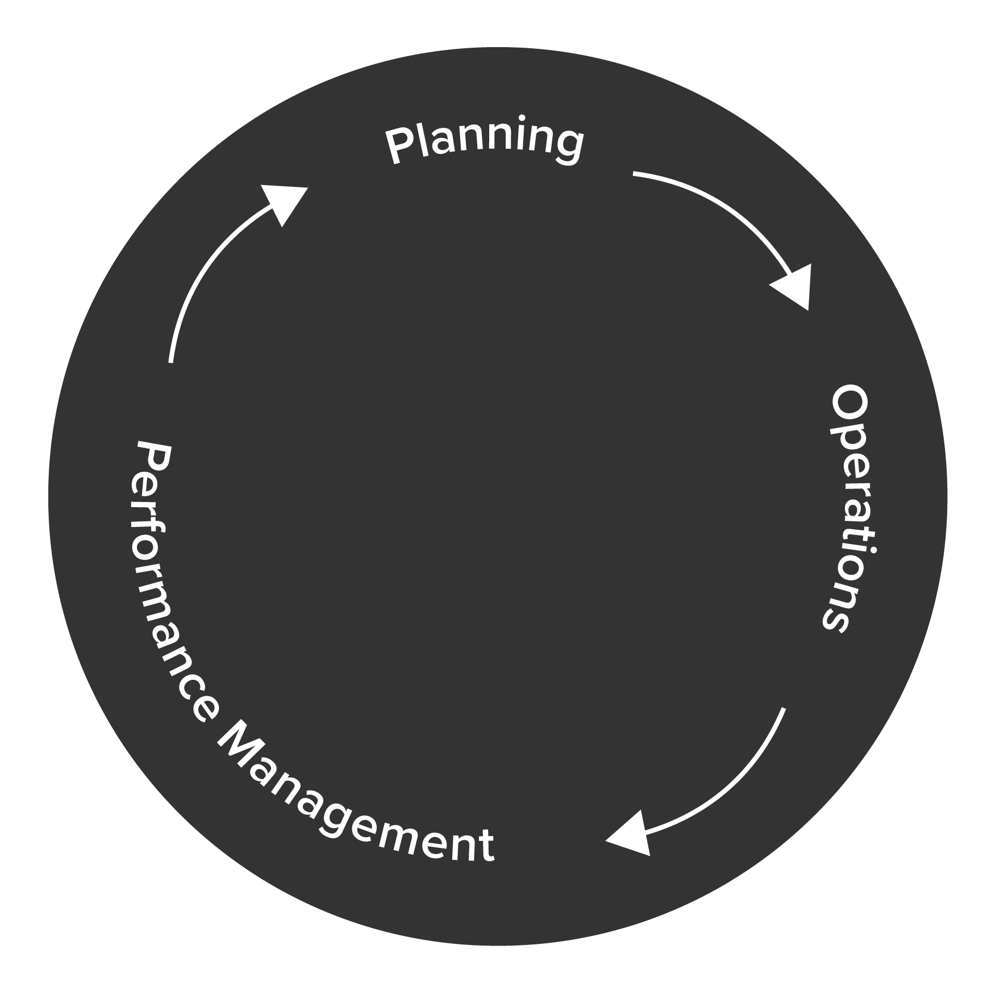 Planning
Operations
Performance Management